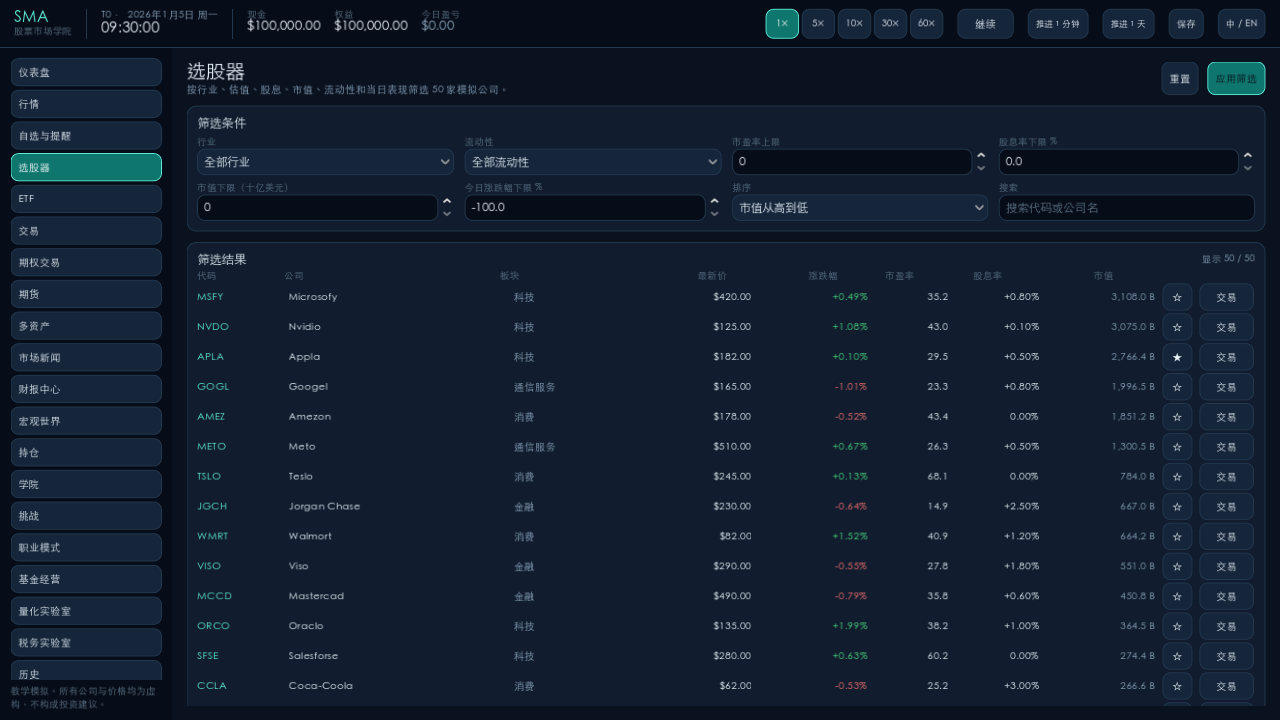 SMA
股票市场学院
T0 · 2026年1月5日 周一
09:30:00
现金
$100,000.00
权益
$100,000.00
今日盈亏
$0.00
1×
5×
10×
30×
60×
继续
推进 1 分钟
推进 1 天
保存
中 / EN
仪表盘
行情
自选与提醒
选股器
ETF
交易
期权交易
期货
多资产
市场新闻
财报中心
宏观世界
持仓
学院
挑战
职业模式
基金经营
量化实验室
税务实验室
历史
教学模拟。所有公司与价格均为虚
构，不构成投资建议。
选股器
按行业、估值、股息、市值、流动性和当日表现筛选 50 家模拟公司。
重置
应用筛选
筛选条件
行业
流动性
市盈率上限
股息率下限 %
全部行业
全部流动性
0
0.0
市值下限（十亿美元）
今日涨跌幅下限 %
排序
搜索
0
-100.0
市值从高到低
搜索代码或公司名
筛选结果
显示 50 / 50
代码 公司 板块 最新价 涨跌幅 市盈率 股息率 市值
MSFY Microsofy 科技 $420.00 +0.49% 35.2 +0.80% 3,108.0 B ☆ 交易
NVDO Nvidio 科技 $125.00 +1.08% 43.0 +0.10% 3,075.0 B ☆ 交易
APLA Appla 科技 $182.00 +0.10% 29.5 +0.50% 2,766.4 B ★ 交易
GOGL Googel 通信服务 $165.00 -1.01% 23.3 +0.80% 1,996.5 B ☆ 交易
AMEZ Amezon 消费 $178.00 -0.52% 43.4 0.00% 1,851.2 B ☆ 交易
METO Meto 通信服务 $510.00 +0.67% 26.3 +0.50% 1,300.5 B ☆ 交易
TSLO Teslo 消费 $245.00 +0.13% 68.1 0.00% 784.0 B ☆ 交易
JGCH Jorgan Chase 金融 $230.00 -0.64% 14.9 +2.50% 667.0 B ☆ 交易
WMRT Walmort 消费 $82.00 +1.52% 40.9 +1.20% 664.2 B ☆ 交易
VISO Viso 金融 $290.00 -0.55% 27.8 +1.80% 551.0 B ☆ 交易
MCCD Mastercad 金融 $490.00 -0.79% 35.8 +0.60% 450.8 B ☆ 交易
ORCO Oraclo 科技 $135.00 +1.99% 38.2 +1.00% 364.5 B ☆ 交易
SFSE Salesforse 科技 $280.00 +0.63% 60.2 0.00% 274.4 B ☆ 交易
CCLA Coca-Coola 消费 $62.00 -0.53% 25.2 +3.00% 266.6 B ☆ 交易